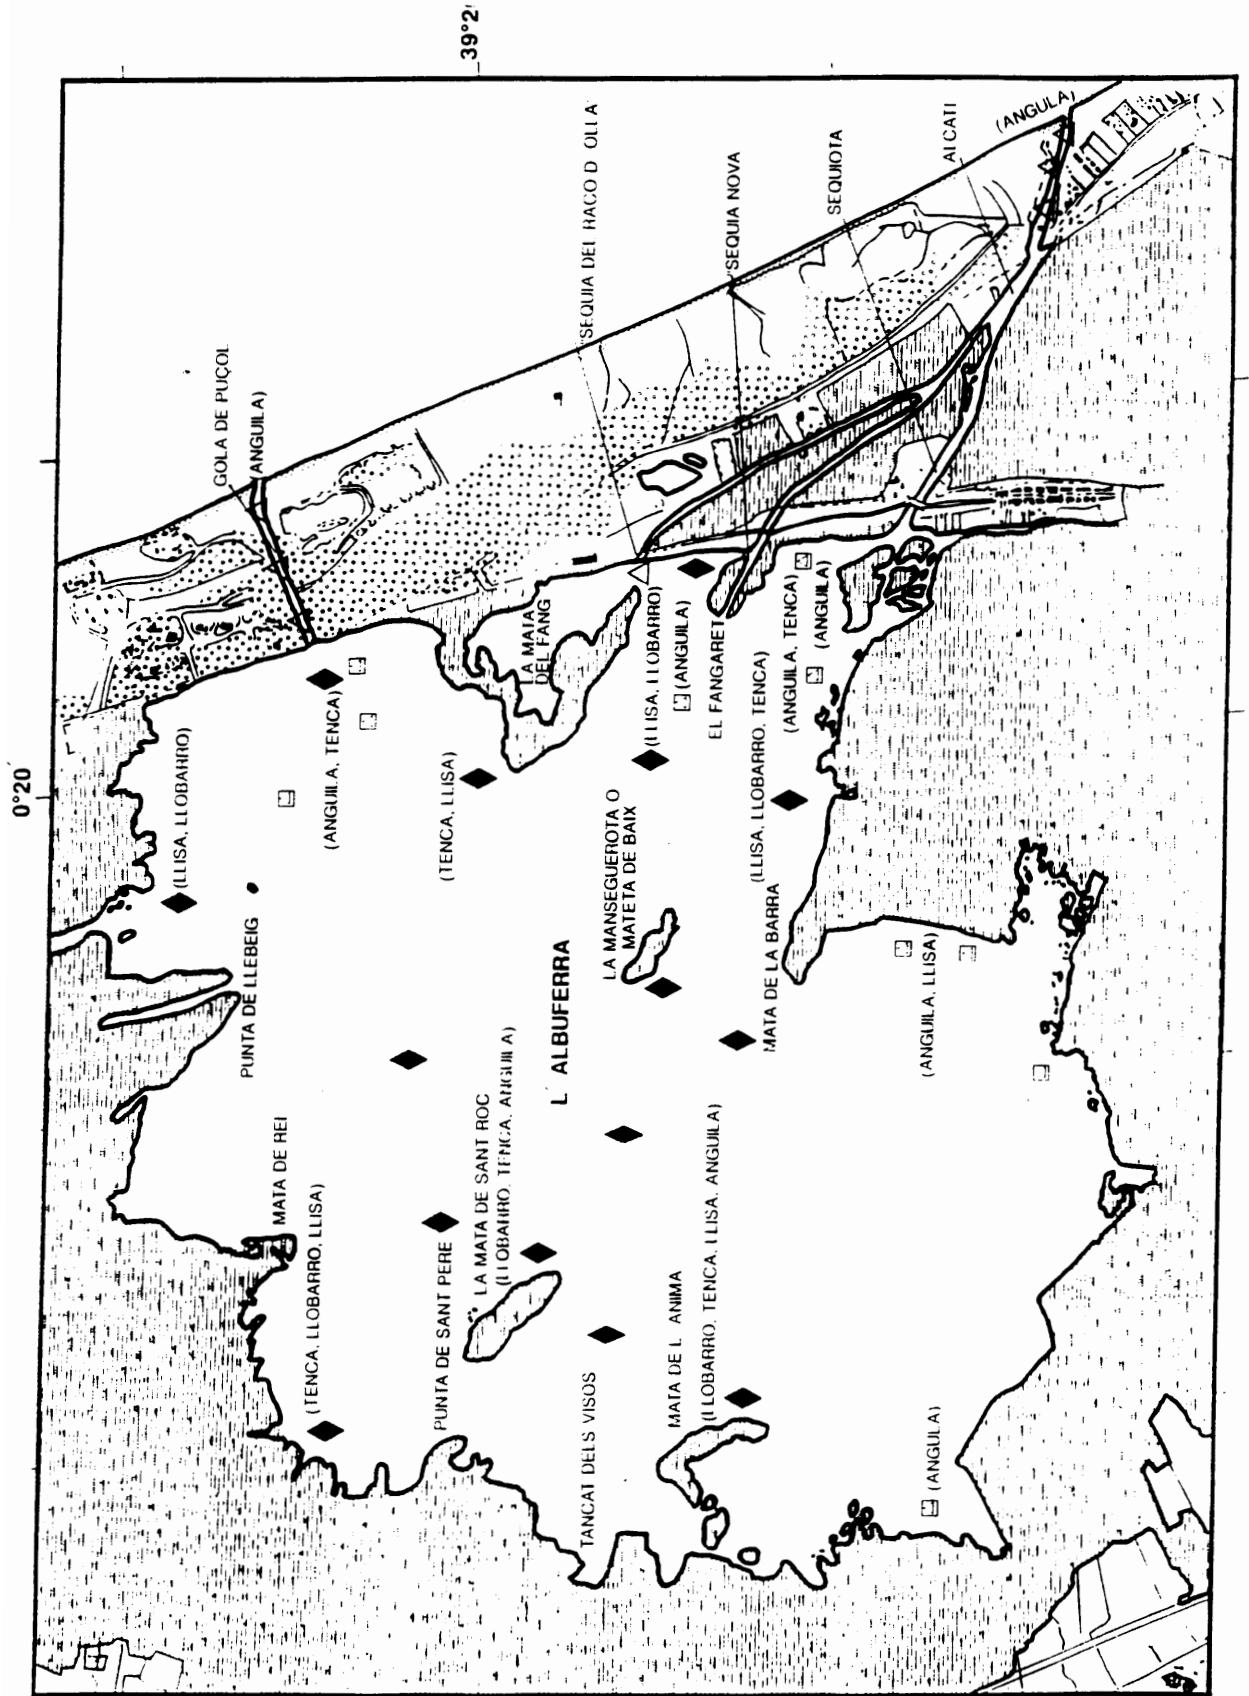 39°2
0°20'
GOLA DE PUÇOL
(ANGUILA)
SEQUIA DEL RACO D OLLA
SEQUIA NOVA
SEQUIOTA
ALCATI
(ANGULA)
(LLISA, LLOBARRO)
(ANGUILA, TENCA)
(TENCA, LLISA)
LA MATA
DEL FANG
(LLISA, LLOBARRO)
(ANGUILA)
EL FANGARET
(LLISA, LLOBARRO, TENCA)
(ANGUILA, TENCA)
(ANGUILA)
PUNTA DE LLEBEIG
L' ALBUFERRA
LA MANSEGUEROTA O
MATETA DE BAIX
MATA DE LA BARRA
(ANGUILA, LLISA)
MATA DE REI
(TENCA, LLOBARRO, LLISA)
PUNTA DE SANT PERE
LA MATA DE SANT ROC
(LLOBARRO, TENCA, ANGUILA)
TANCAT DELS VISOS
MATA DE L ANIMA
(LLOBARRO, TENCA, LLISA, ANGUILA)
(ANGULA)